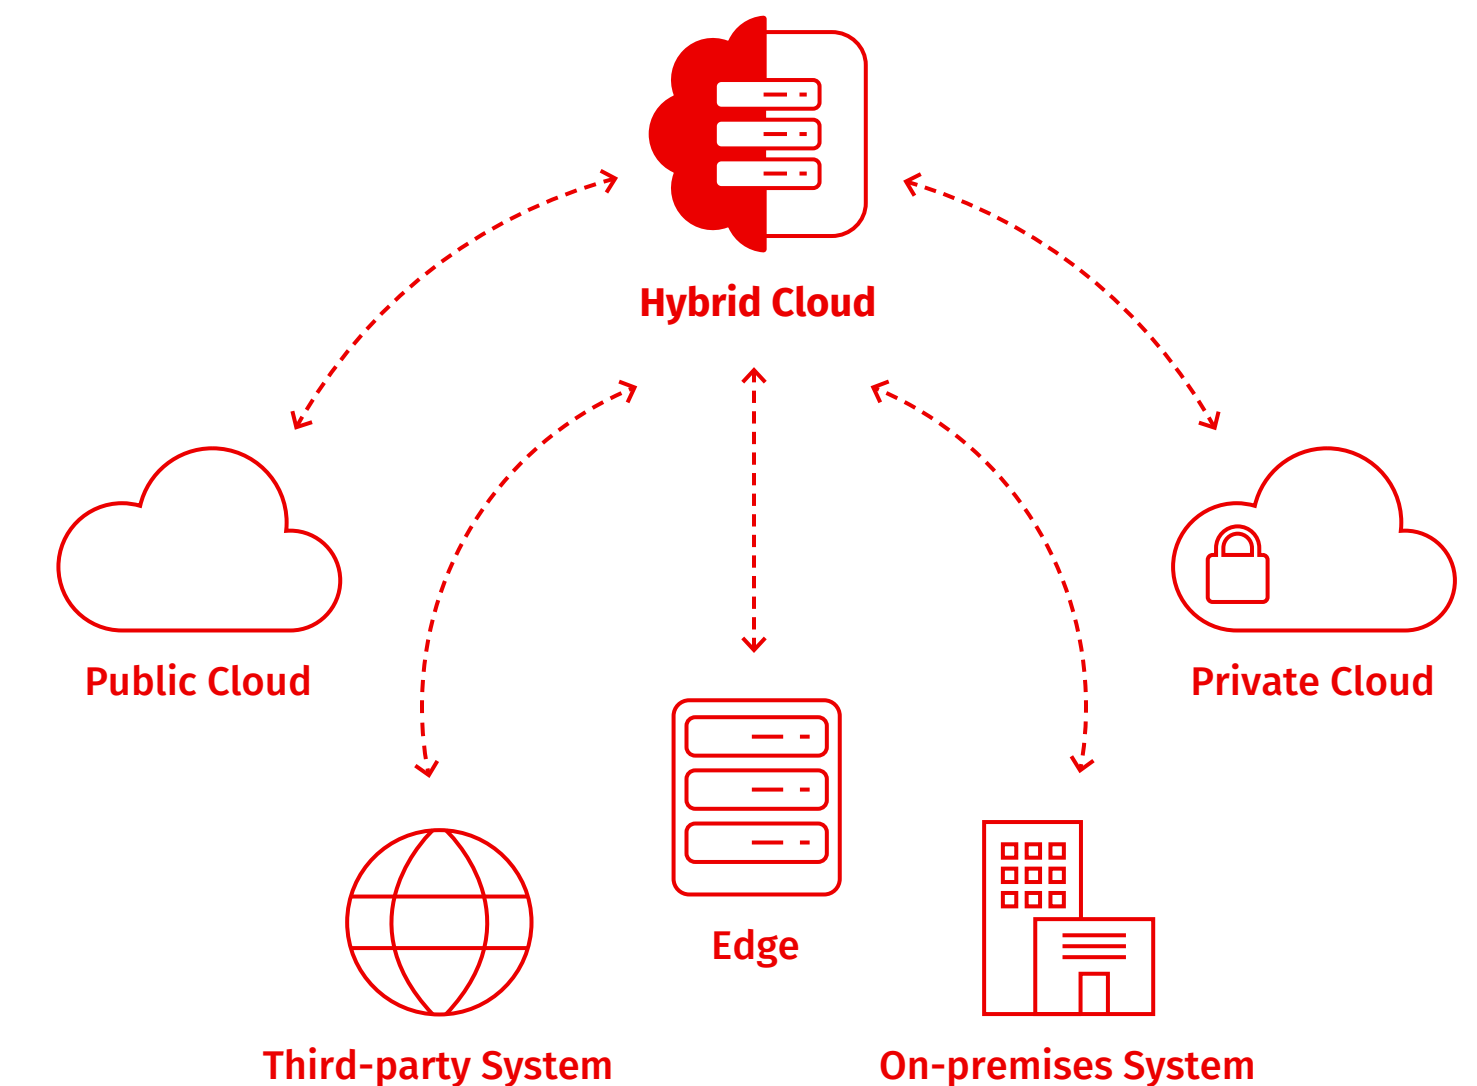 Hybrid Cloud
Public Cloud
Private Cloud
Edge
Third-party System
On-premises System